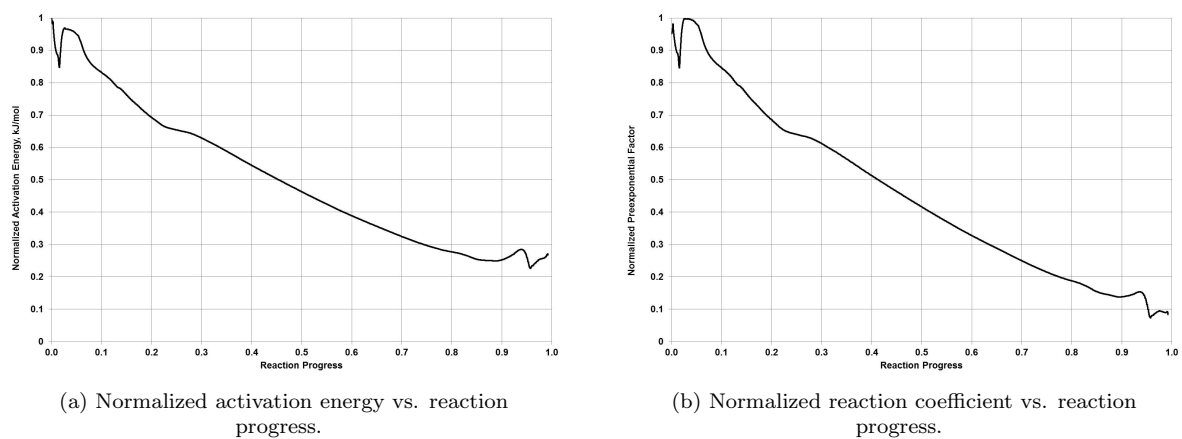 Normalized Activation Energy, kJ/mol
1
0.9
0.8
0.7
0.6
0.5
0.4
0.3
0.2
0.1
0
0.0 0.1 0.2 0.3 0.4 0.5 0.6 0.7 0.8 0.9 1.0
Reaction Progress
(a) Normalized activation energy vs. reaction
progress.
Normalized Preexponential Factor
1
0.9
0.8
0.7
0.6
0.5
0.4
0.3
0.2
0.1
0
0.0 0.1 0.2 0.3 0.4 0.5 0.6 0.7 0.8 0.9 1.0
Reaction Progress
(b) Normalized reaction coefficient vs. reaction
progress.